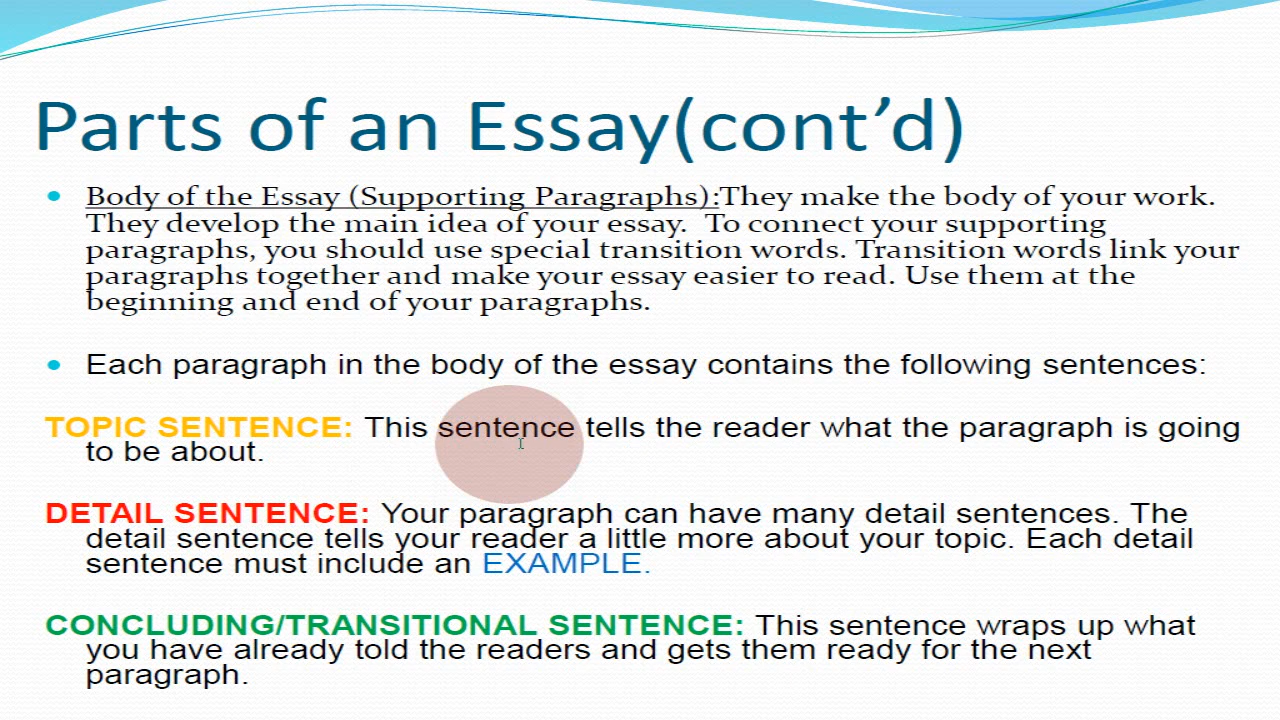 Parts of an Essay(cont’d)
Body of the Essay (Supporting Paragraphs):They make the body of your work.
They develop the main idea of your essay.  To connect your supporting
paragraphs, you should use special transition words. Transition words link your
paragraphs together and make your essay easier to read. Use them at the
beginning and end of your paragraphs.
Each paragraph in the body of the essay contains the following sentences:
TOPIC SENTENCE: This sentence tells the reader what the paragraph is going
to be about.
DETAIL SENTENCE: Your paragraph can have many detail sentences. The
detail sentence tells your reader a little more about your topic. Each detail
sentence must include an EXAMPLE.
CONCLUDING/TRANSITIONAL SENTENCE: This sentence wraps up what
you have already told the readers and gets them ready for the next
paragraph.